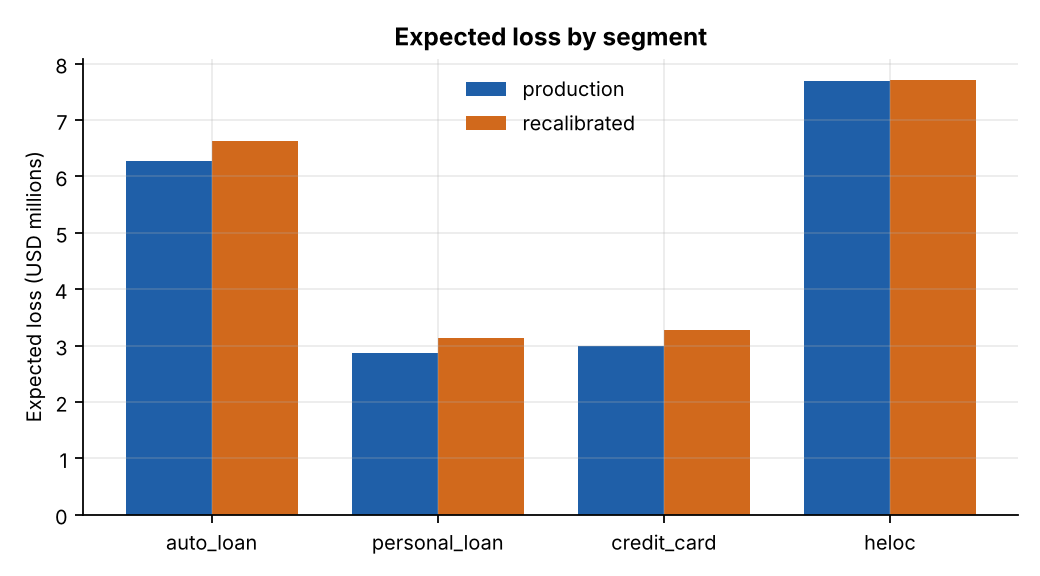 Expected loss by segment
production
recalibrated
Expected loss (USD millions)
8
7
6
5
4
3
2
1
0
auto_loan
personal_loan
credit_card
heloc